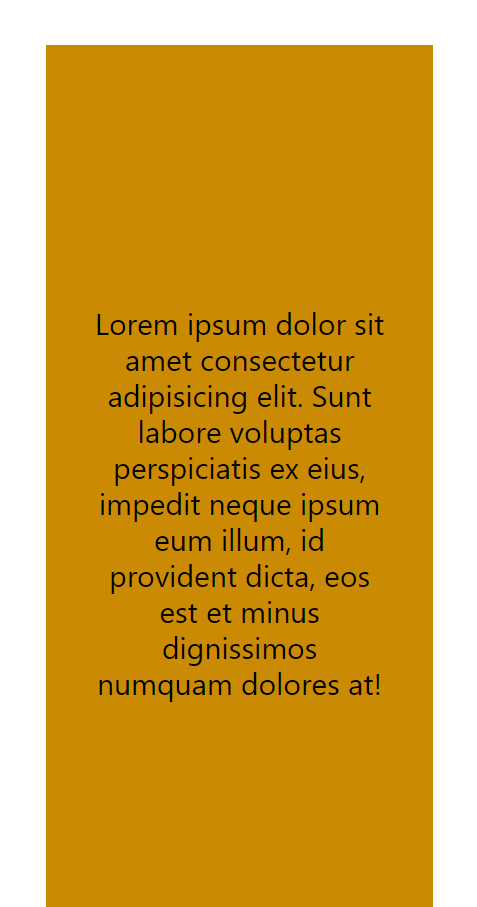 Lorem ipsum dolor sit
amet consectetur
adipisicing elit. Sunt
labore voluptas
perspiciatis ex eius,
impedit neque ipsum
eum illum, id
provident dicta, eos
est et minus
dignissimos
numquam dolores at!